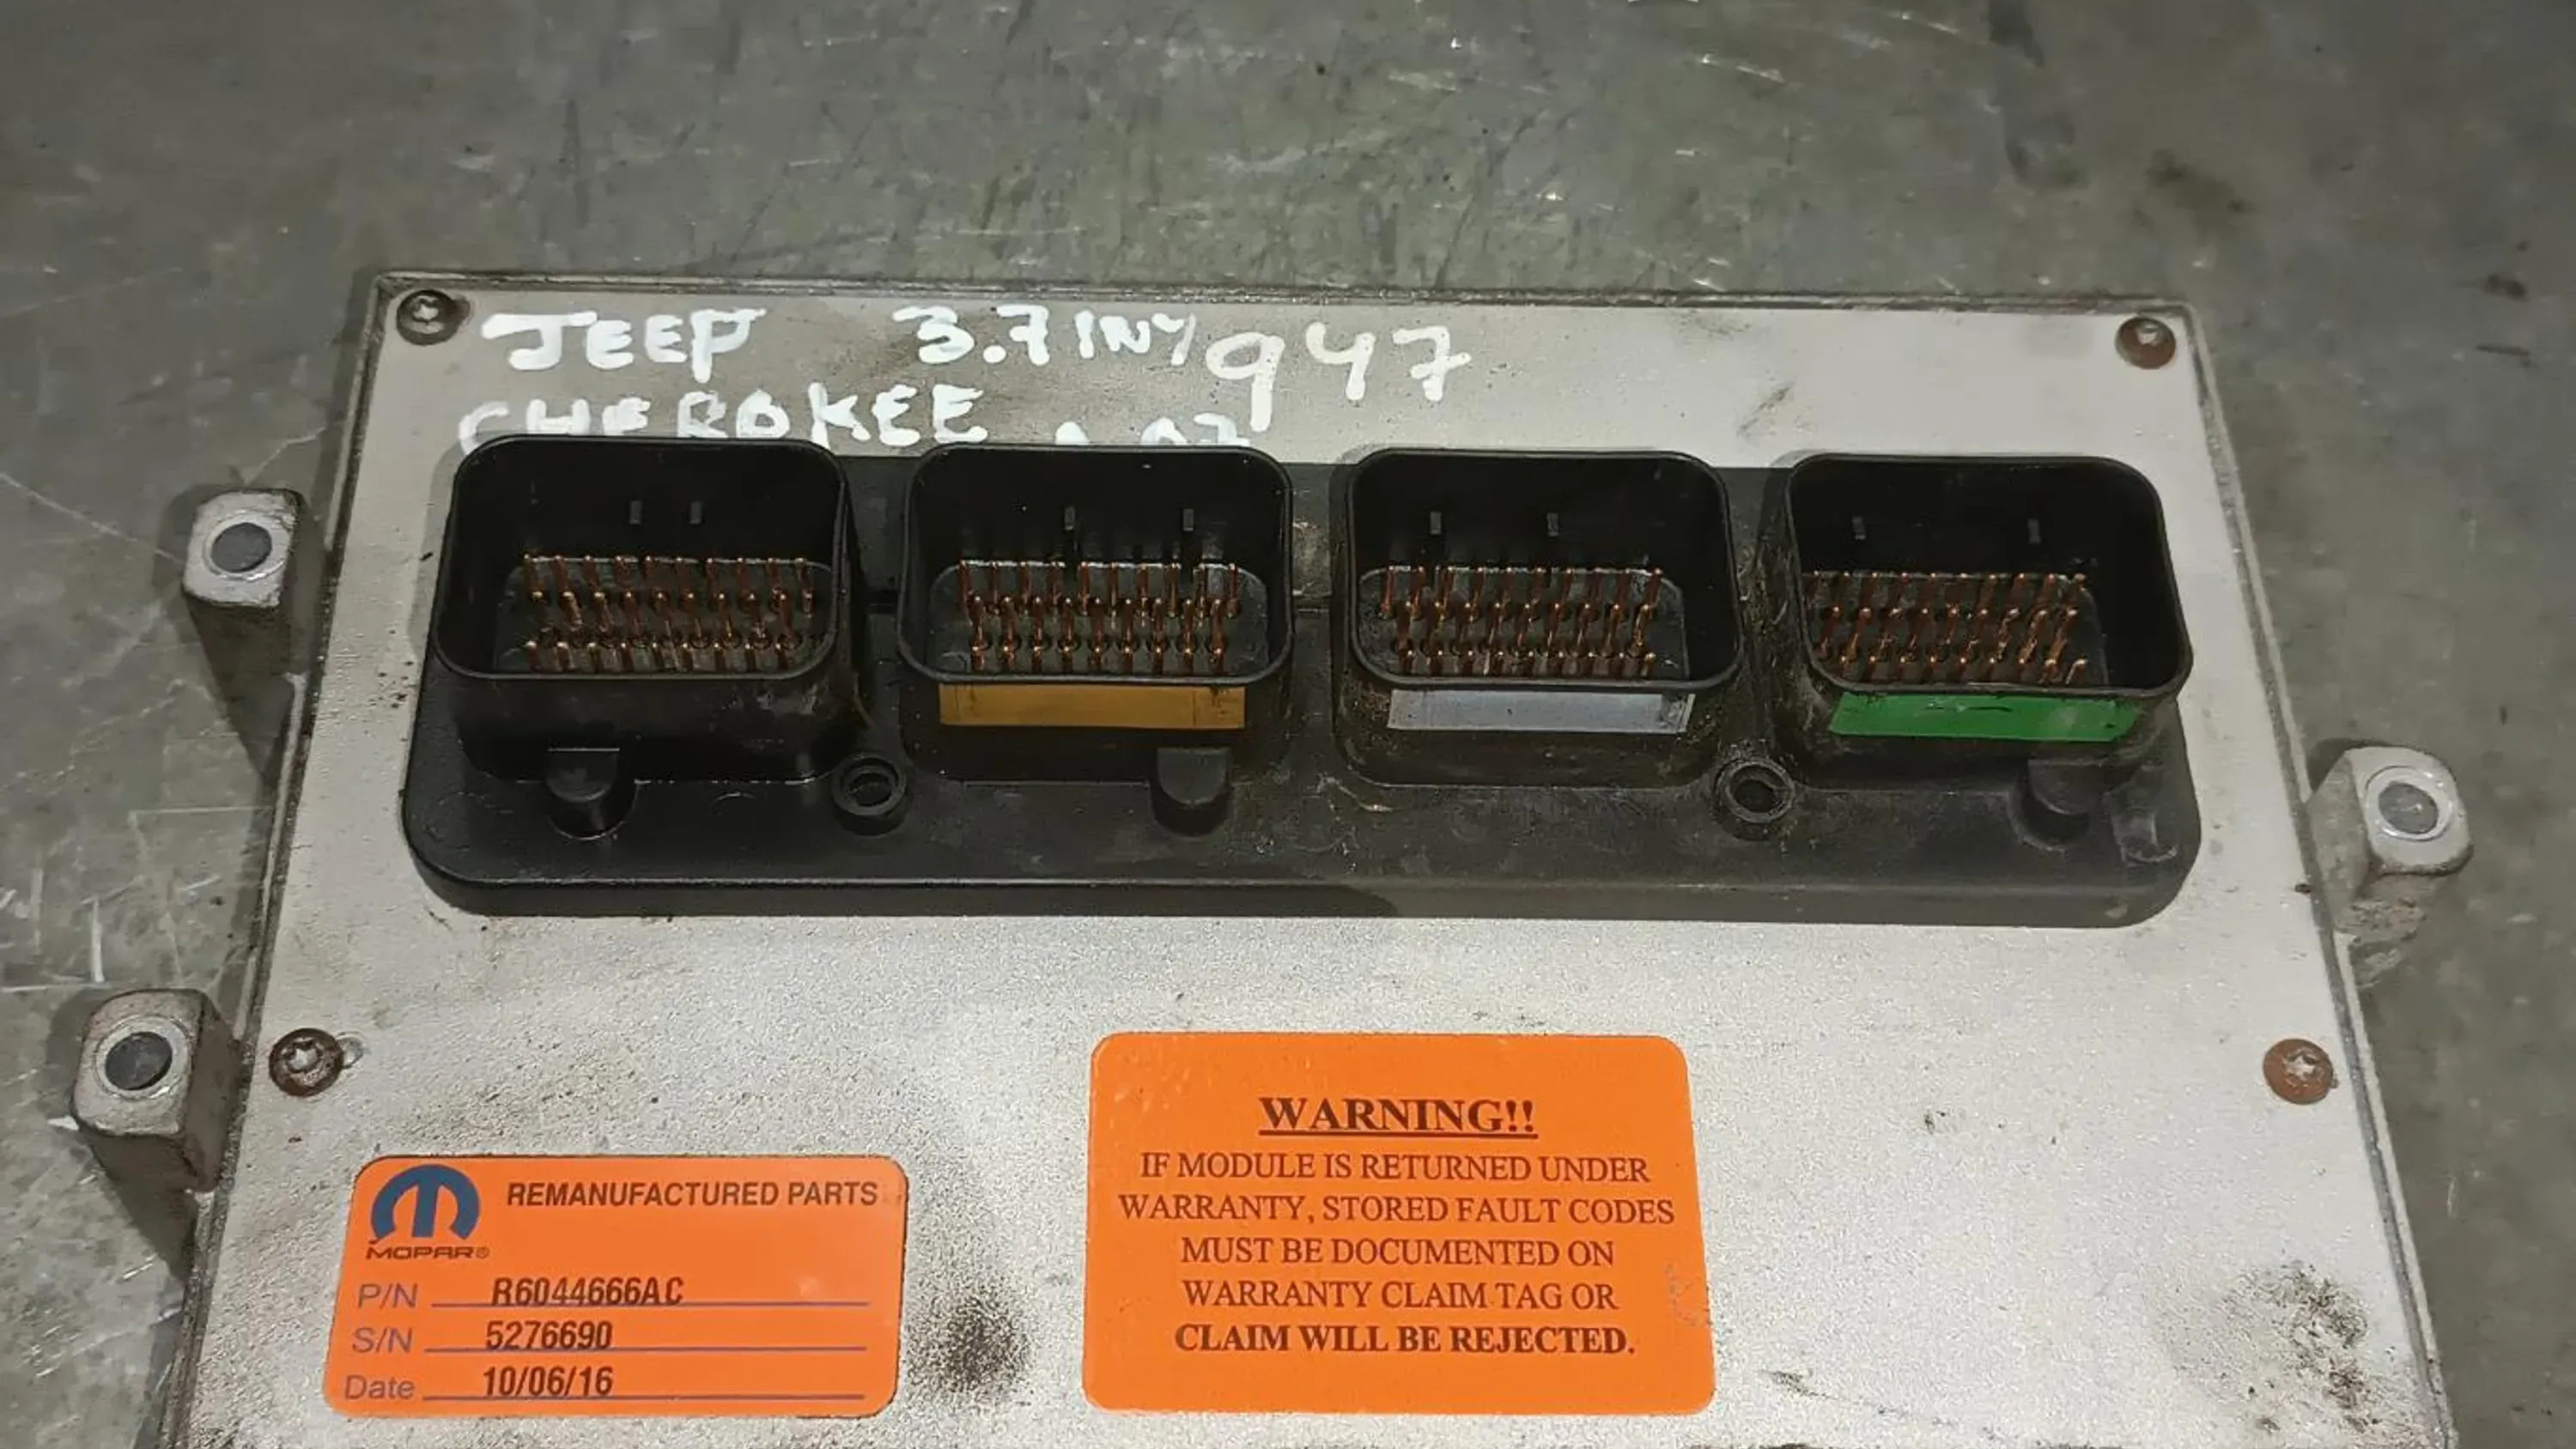 JEEP 3.7 INY 947
CHEROKEE
REMANUFACTURED PARTS
MOPAR®
P/N R6044666AC
S/N 5276690
Date 10/06/16
WARNING!!
IF MODULE IS RETURNED UNDER
WARRANTY, STORED FAULT CODES
MUST BE DOCUMENTED ON
WARRANTY CLAIM TAG OR
CLAIM WILL BE REJECTED.